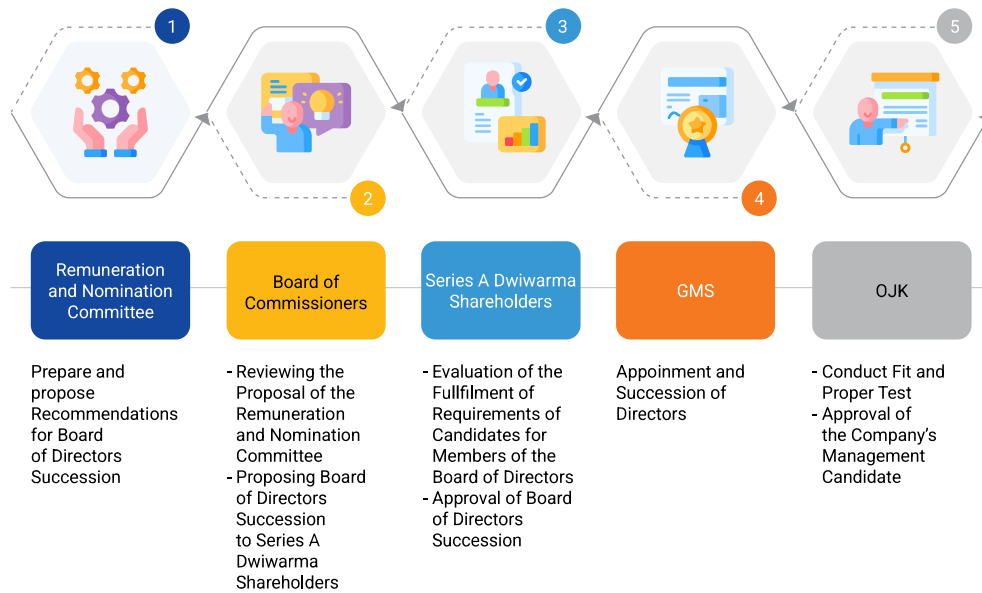 1
2
3
4
5
Remuneration
and Nomination
Committee
Prepare and
propose
Recommendations
for Board
of Directors
Succession
Board of
Commissioners
- Reviewing the
Proposal of the
Remuneration
and Nomination
Committee
- Proposing Board
of Directors
Succession
to Series A
Dwiwarma
Shareholders
Series A Dwiwarma
Shareholders
- Evaluation of the
Fullfilment of
Requirements of
Candidates for
Members of the
Board of Directors
- Approval of Board
of Directors
Succession
GMS
Appoinment and
Succession of
Directors
OJK
- Conduct Fit and
Proper Test
- Approval of
the Company's
Management
Candidate